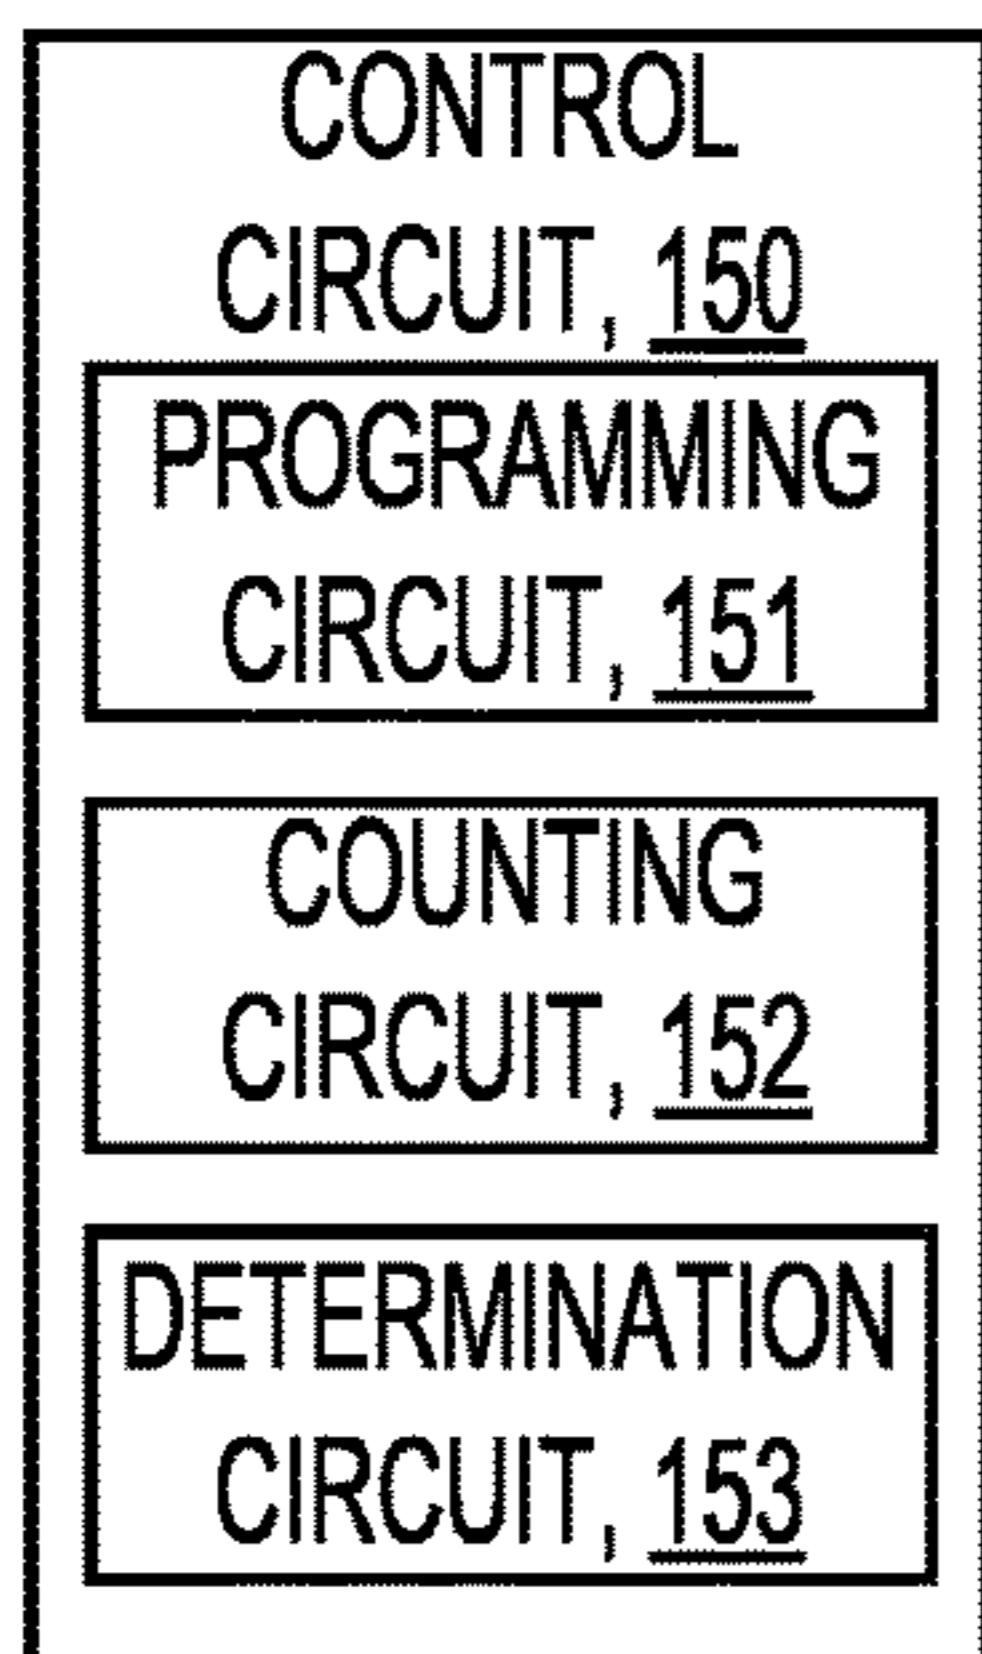 CONTROL
CIRCUIT, 150
PROGRAMMING
CIRCUIT, 151
COUNTING
CIRCUIT, 152
DETERMINATION
CIRCUIT, 153